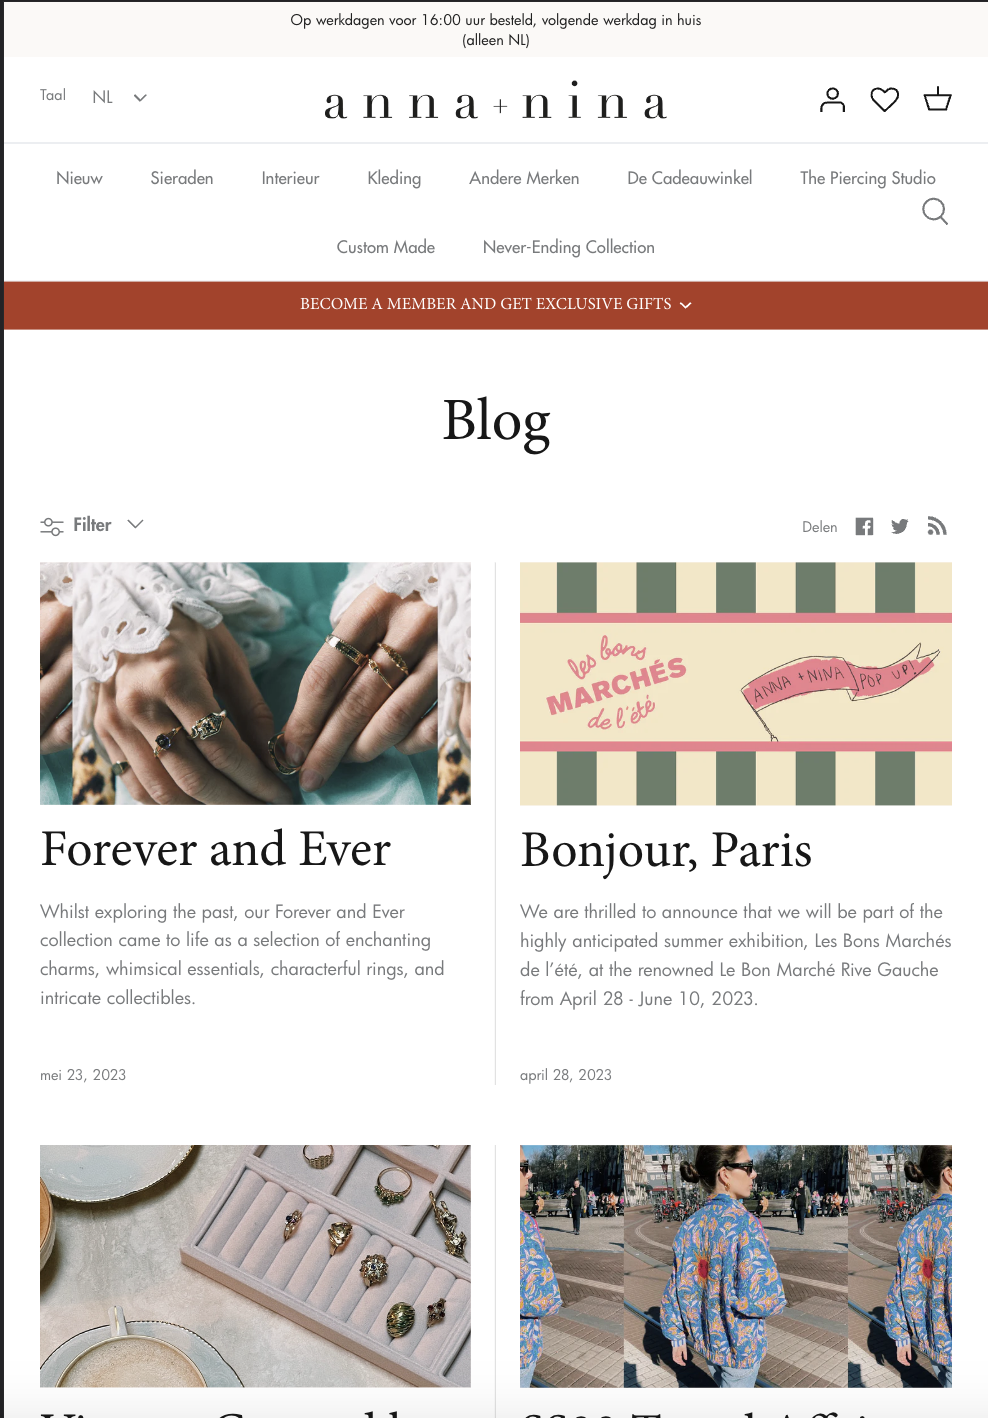 Op werkdagen voor 16:00 uur besteld, volgende werkdag in huis
(alleen NL)
Taal NL
anna+nina
Nieuw Sieraden Interieur Kleding Andere Merken De Cadeauwinkel The Piercing Studio
Custom Made Never-Ending Collection
BECOME A MEMBER AND GET EXCLUSIVE GIFTS
Blog
Filter
Delen
Forever and Ever
Whilst exploring the past, our Forever and Ever
collection came to life as a selection of enchanting
charms, whimsical essentials, characterful rings, and
intricate collectibles.
mei 23, 2023
les bons
MARCHÉS
de l'été
ANNA + NINA POP UP!
Bonjour, Paris
We are thrilled to announce that we will be part of the
highly anticipated summer exhibition, Les Bons Marchés
de l’été, at the renowned Le Bon Marché Rive Gauche
from April 28 - June 10, 2023.
april 28, 2023